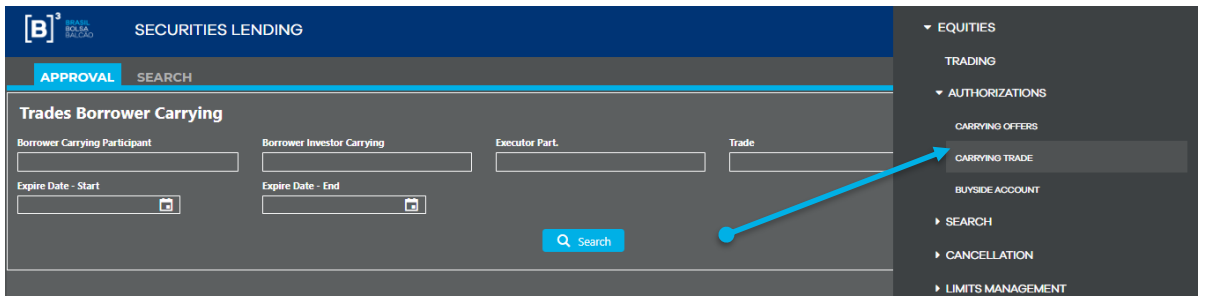 [B]³ BRASIL BOLSA BALCÃO SECURITIES LENDING
APPROVAL SEARCH
Trades Borrower Carrying
Borrower Carrying Participant Borrower Investor Carrying Executor Part. Trade
Expire Date - Start Expire Date - End
Search
EQUITIES
TRADING
AUTHORIZATIONS
CARRYING OFFERS
CARRYING TRADE
BUYSIDE ACCOUNT
SEARCH
CANCELLATION
LIMITS MANAGEMENT